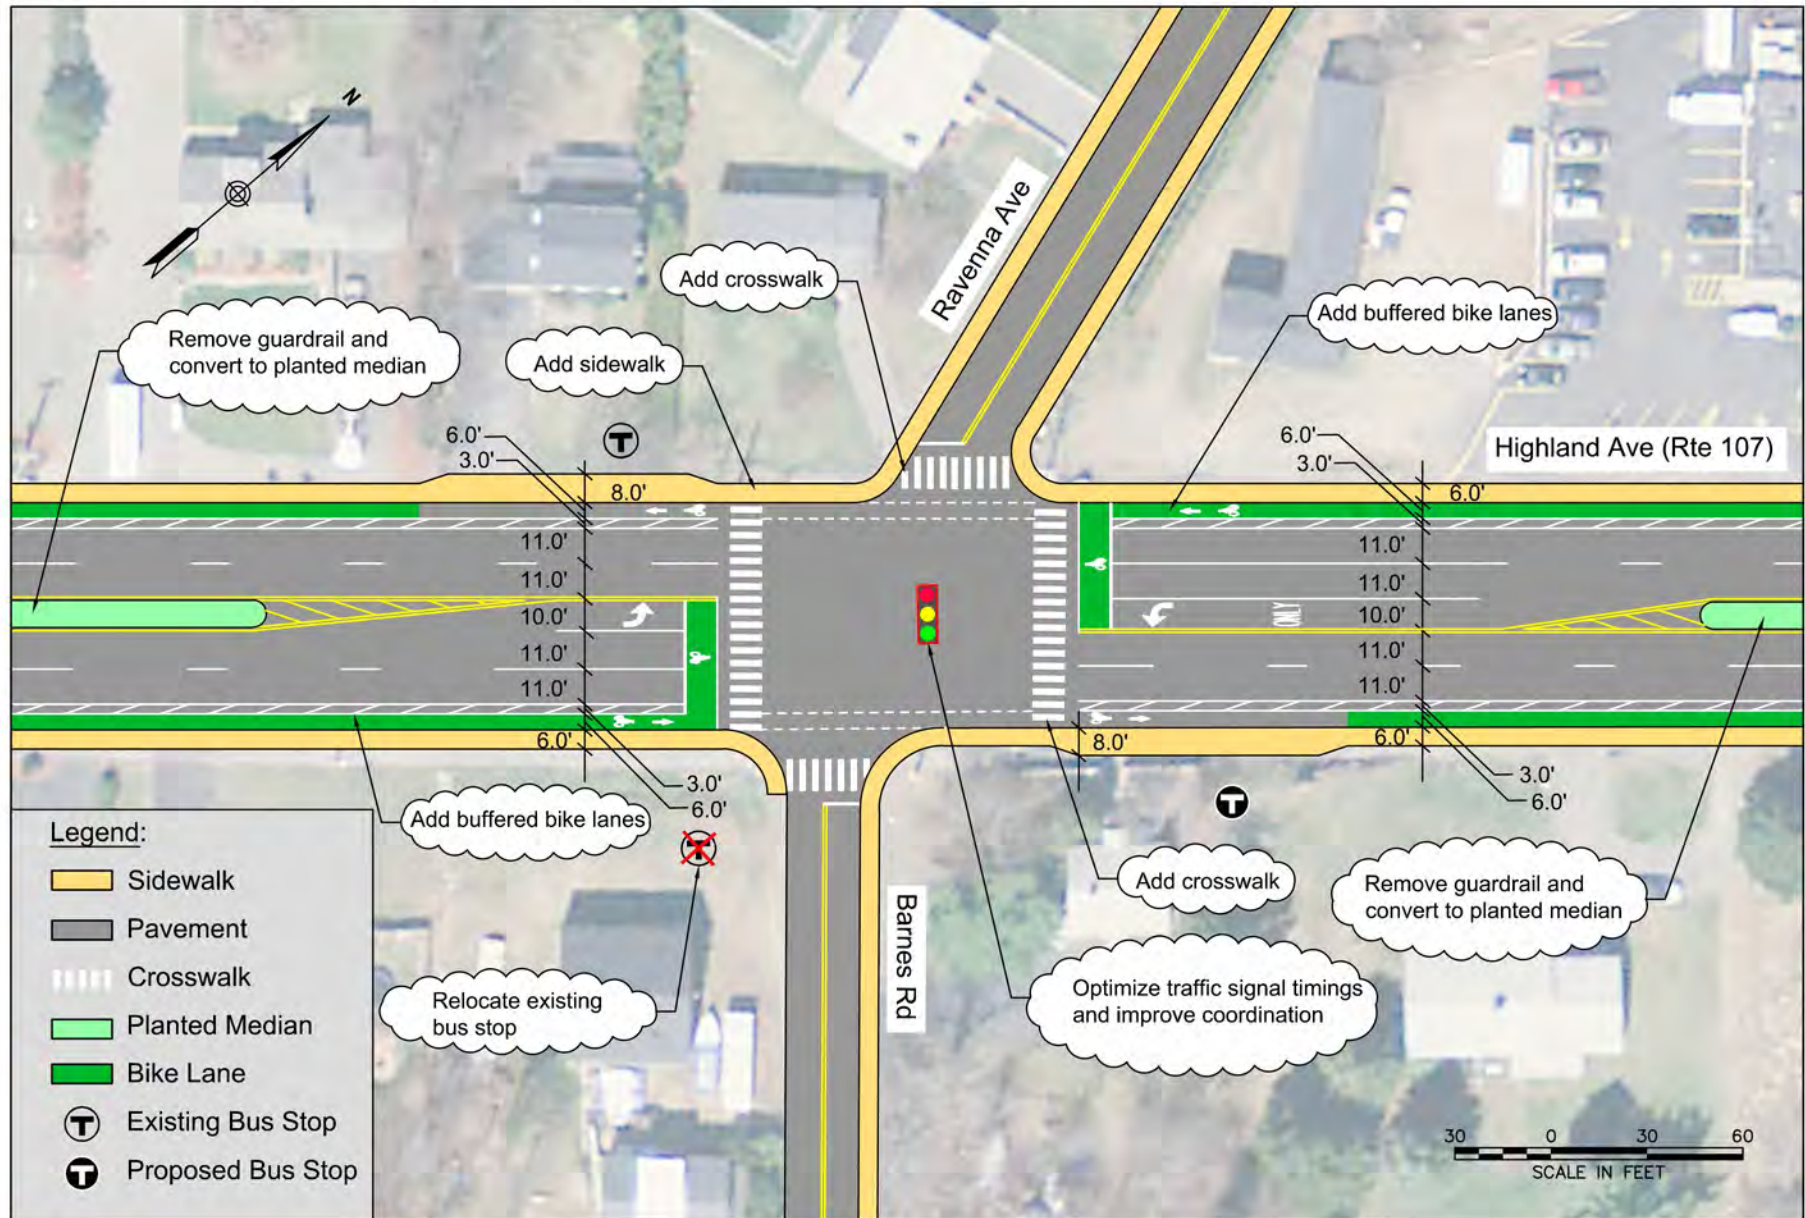 N
Ravenna Ave
Add crosswalk
Add buffered bike lanes
Remove guardrail and
convert to planted median
Add sidewalk
Highland Ave (Rte 107)
T
6.0'
3.0'
8.0'
11.0'
11.0'
10.0'
11.0'
11.0'
6.0'
3.0'
6.0'
6.0'
3.0'
6.0'
11.0'
11.0'
10.0'
ONLY
11.0'
11.0'
8.0'
6.0'
3.0'
6.0'
Add buffered bike lanes
T
T
Add crosswalk
Remove guardrail and
convert to planted median
Relocate existing
bus stop
Barnes Rd
Optimize traffic signal timings
and improve coordination
Legend:
Sidewalk
Pavement
Crosswalk
Planted Median
Bike Lane
T Existing Bus Stop
T Proposed Bus Stop
30 0 30 60
SCALE IN FEET